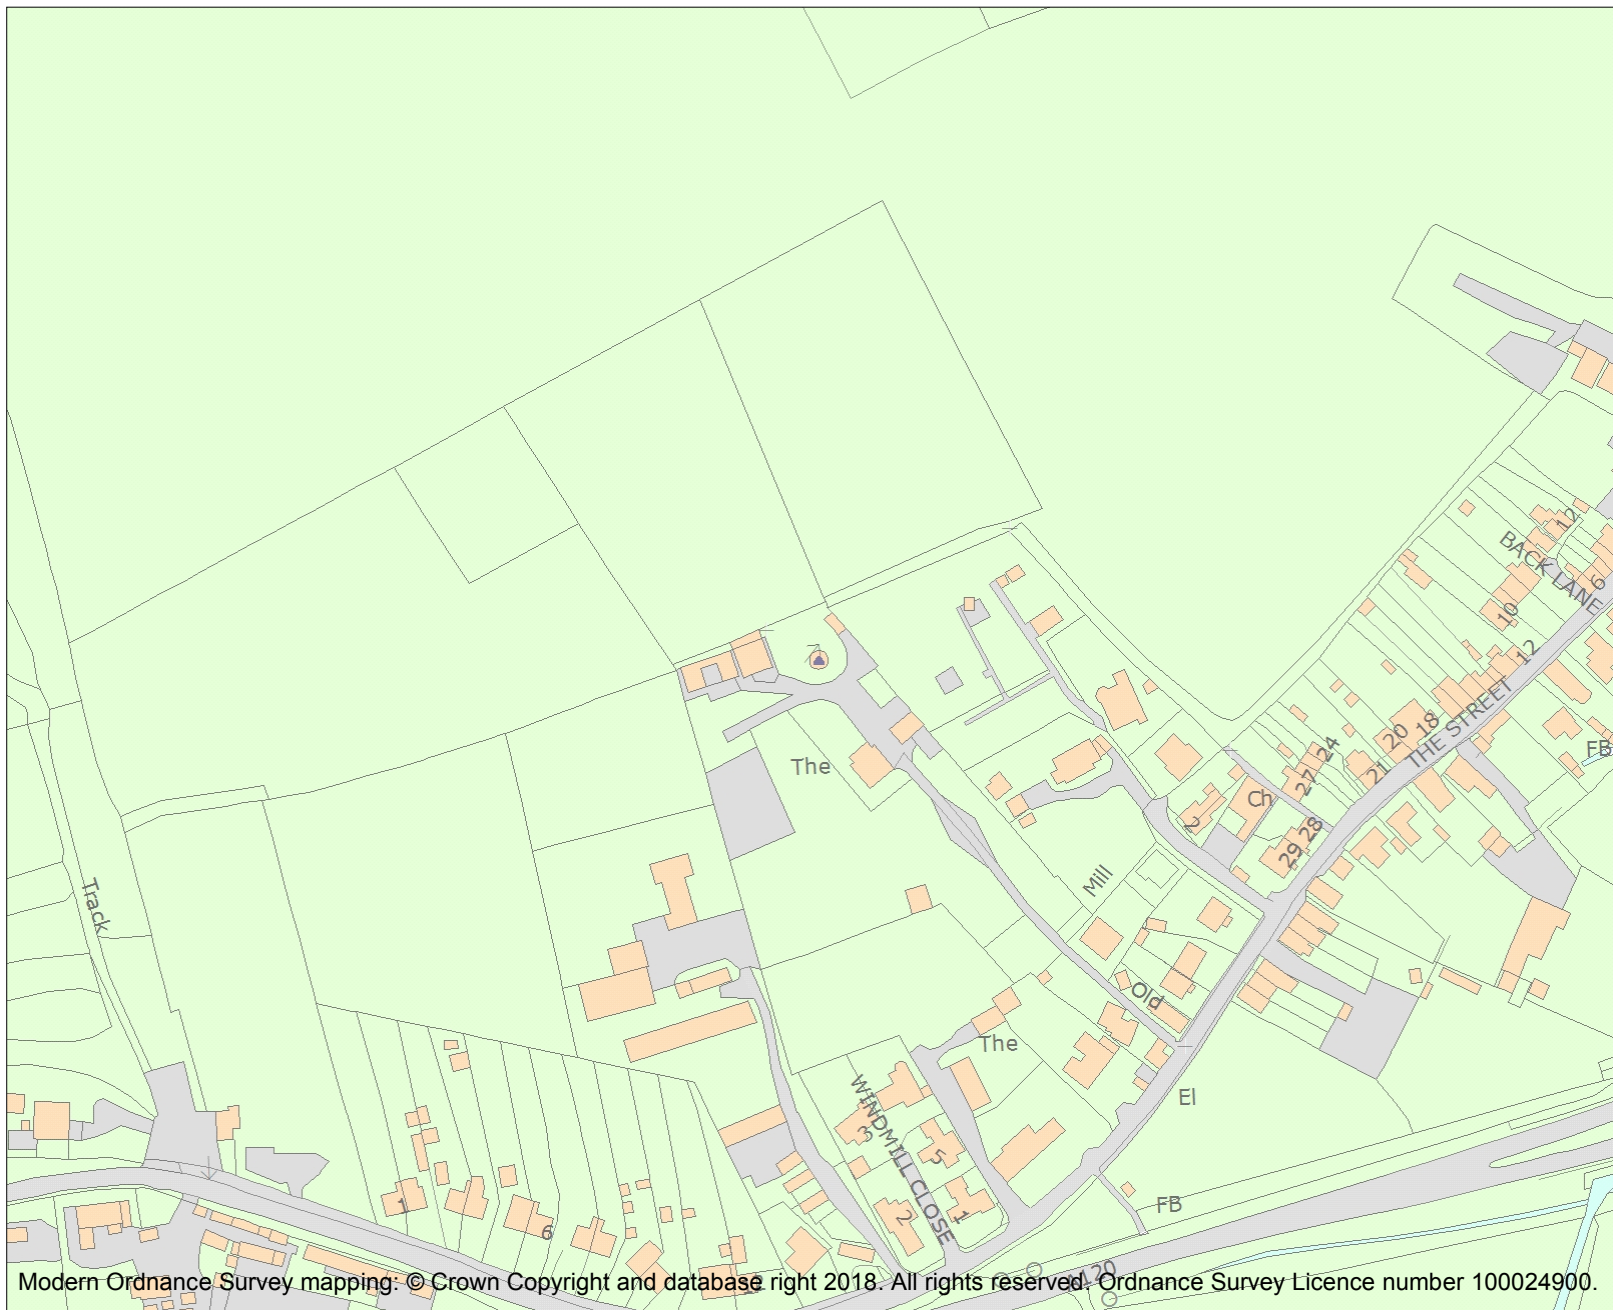 12
BACK LANE
6
10
12
THE STREET
18
20
FB
24
21
27
The
Ch
2
28
29
Mill
Track
Old
The
El
WINDMILL CLOSE
3
5
1
6
2
1
FB
A120
12
Modern Ordnance Survey mapping: © Crown Copyright and database right 2018. All rights reserved. Ordnance Survey Licence number 100024900.